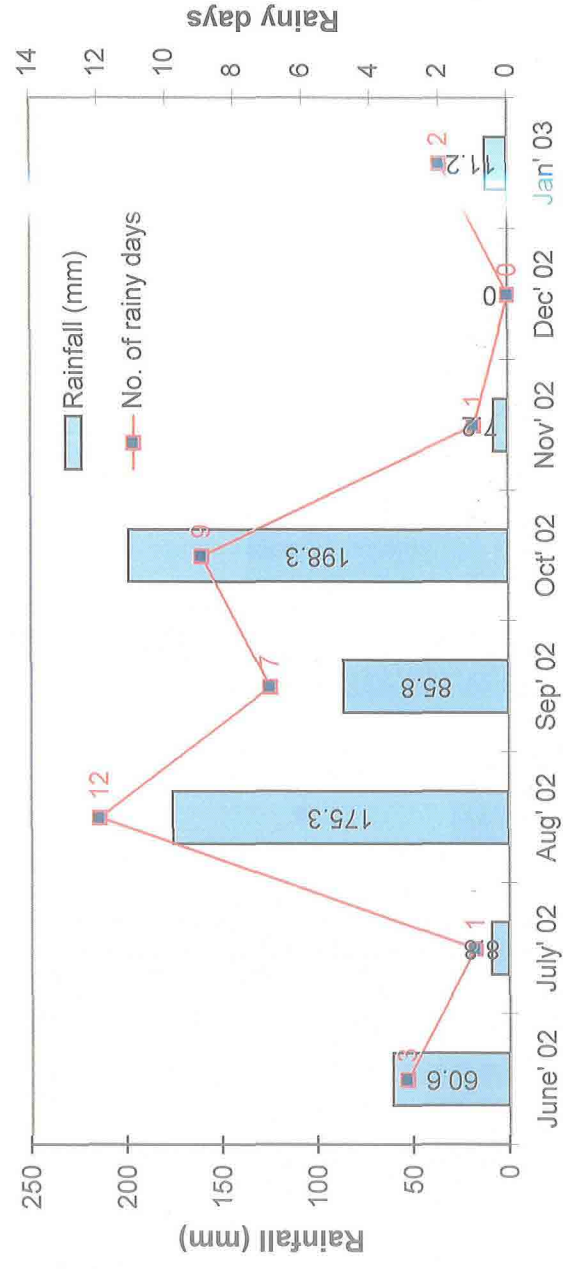 Rainfall (mm)
250
200
150
100
50
0
Rainfall (mm)
No. of rainy days
14
12
10
8
6
4
2
0
Rainy days
60.6
3
8.8
1
175.3
12
85.8
7
198.3
9
7.2
1
0
0
11.2
2
June' 02
July' 02
Aug' 02
Sep' 02
Oct' 02
Nov' 02
Dec' 02
Jan' 03